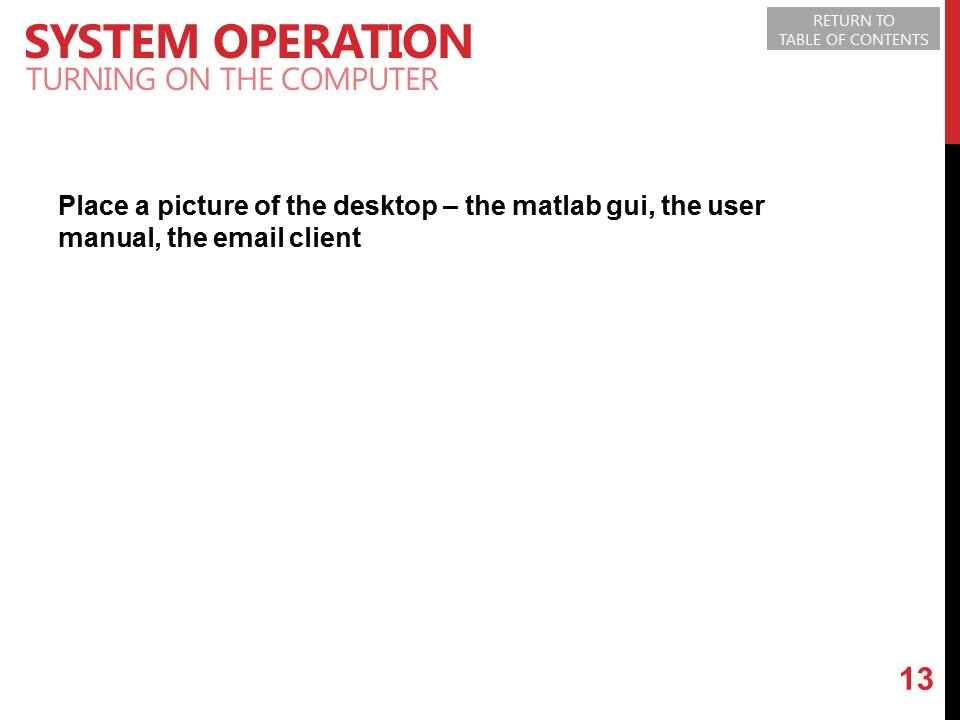 SYSTEM OPERATION
TURNING ON THE COMPUTER
RETURN TO
TABLE OF CONTENTS
Place a picture of the desktop – the matlab gui, the user
manual, the email client
13